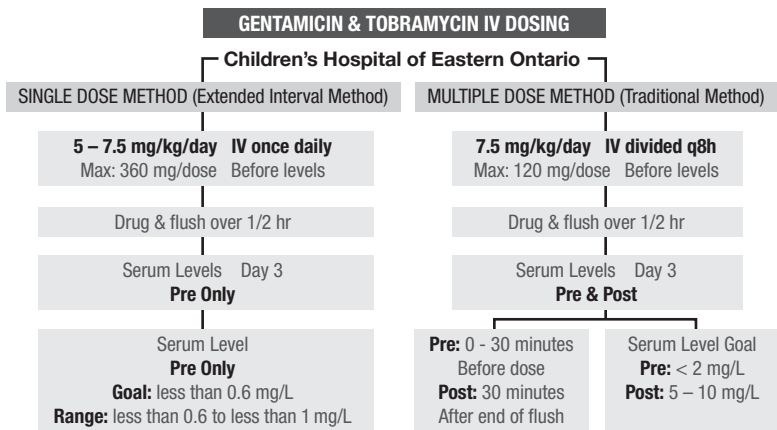 GENTAMICIN & TOBRAMYCIN IV DOSING
Children's Hospital of Eastern Ontario
SINGLE DOSE METHOD (Extended Interval Method)
5 – 7.5 mg/kg/day IV once daily
Max: 360 mg/dose Before levels
Drug & flush over 1/2 hr
Serum Levels Day 3
Pre Only
Serum Level
Pre Only
Goal: less than 0.6 mg/L
Range: less than 0.6 to less than 1 mg/L
MULTIPLE DOSE METHOD (Traditional Method)
7.5 mg/kg/day IV divided q8h
Max: 120 mg/dose Before levels
Drug & flush over 1/2 hr
Serum Levels Day 3
Pre & Post
Pre: 0 - 30 minutes
Before dose
Post: 30 minutes
After end of flush
Serum Level Goal
Pre: < 2 mg/L
Post: 5 – 10 mg/L